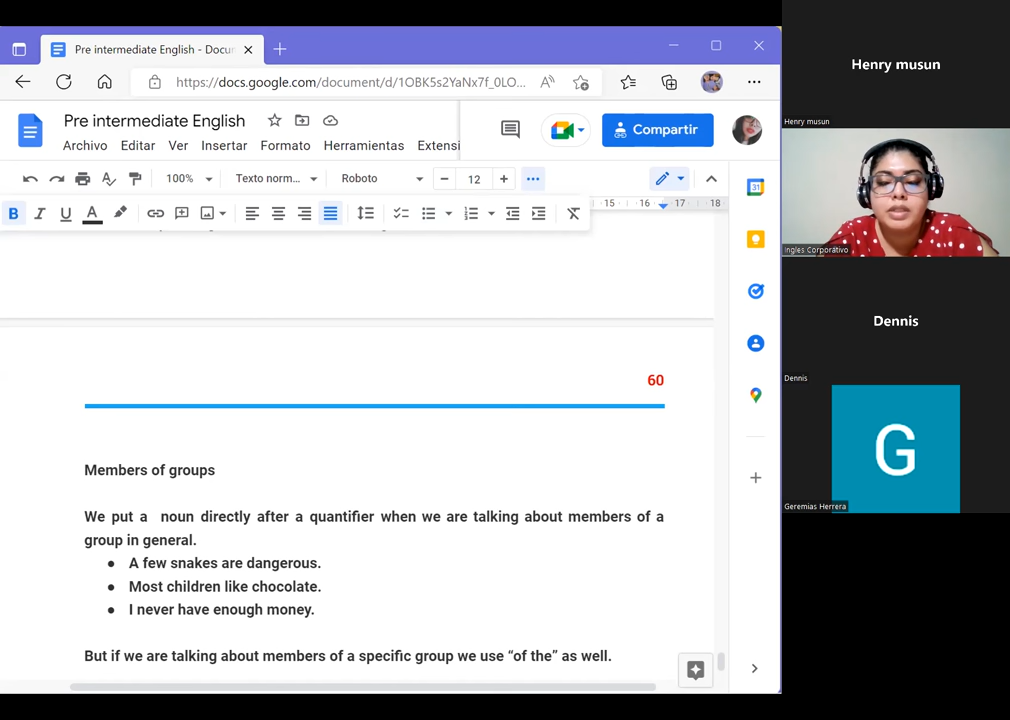 Pre intermediate English - Docun
https://docs.google.com/document/d/1OBK5s2YaNx7f_0LO...
Pre intermediate English
Archivo Editar Ver Insertar Formato Herramientas Extensi
Compartir
100% Texto norm... Roboto 12
15 16 17 18
60
Members of groups
We put a noun directly after a quantifier when we are talking about members of a
group in general.
● A few snakes are dangerous.
● Most children like chocolate.
● I never have enough money.
But if we are talking about members of a specific group we use “of the” as well.
Henry musun
Henry musun
Ingles Corporativo
Dennis
Dennis
G
Geremias Herrera